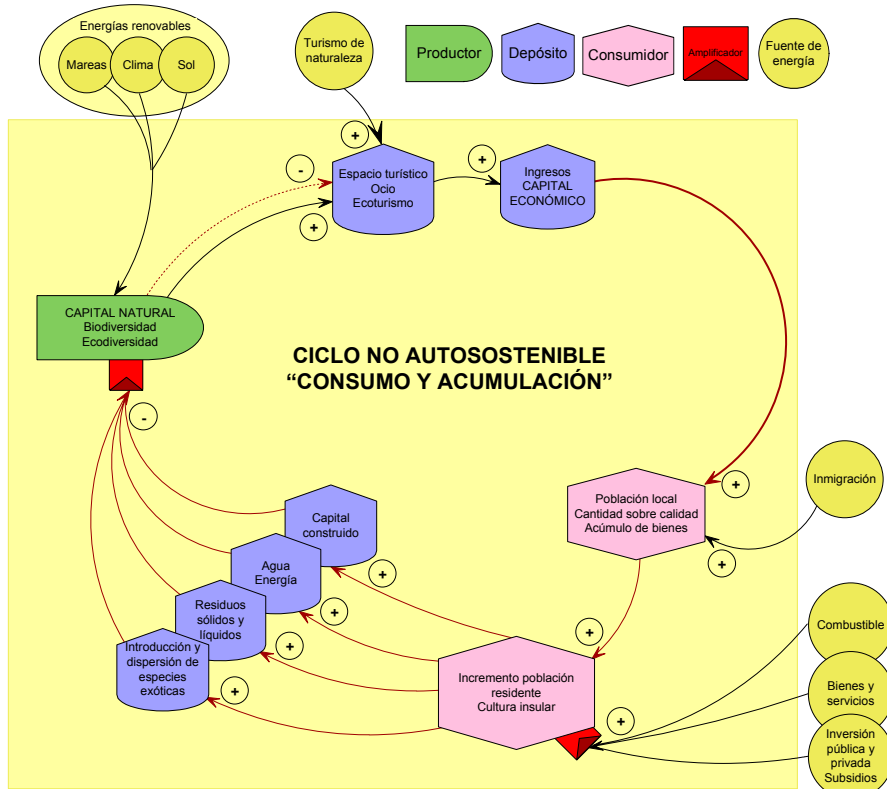 Energías renovables
Mareas
Clima
Sol
Turismo de
naturaleza
Productor
Depósito
Consumidor
Amplificador
Fuente de
energía
+
-
+
+
Espacio turístico
Ocio
Ecoturismo
Ingresos
CAPITAL
ECONÓMICO
CAPITAL NATURAL
Biodiversidad
Ecodiversidad
CICLO NO AUTOSOSTENIBLE
“CONSUMO Y ACUMULACIÓN”
-
+
Inmigración
Población local
Cantidad sobre calidad
Acúmulo de bienes
+
Capital
construido
+
Agua
Energía
+
+
Residuos
sólidos y
líquidos
+
Introducción y
dispersión de
especies
exóticas
+
Incremento población
residente
Cultura insular
+
Combustible
Bienes y
servicios
Inversión
pública y
privada
Subsidios